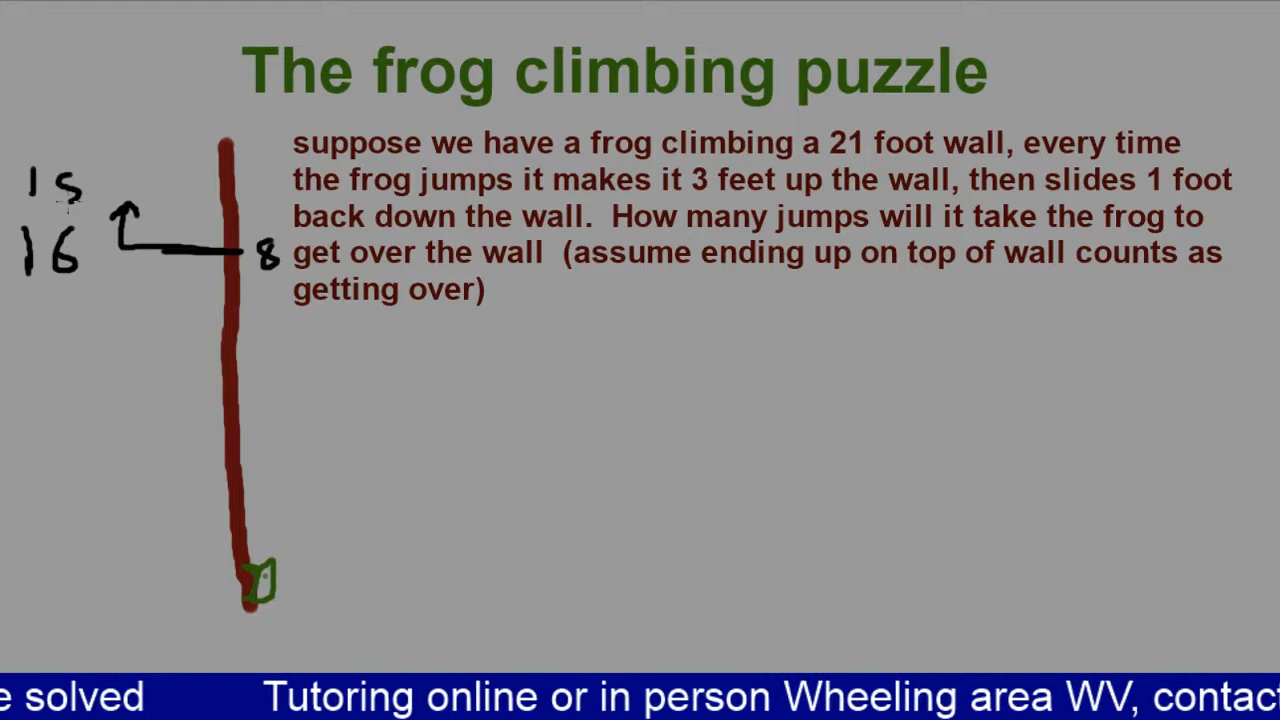 The frog climbing puzzle
suppose we have a frog climbing a 21 foot wall, every time
the frog jumps it makes it 3 feet up the wall, then slides 1 foot
back down the wall. How many jumps will it take the frog to
get over the wall (assume ending up on top of wall counts as
getting over)
15
16
8
e solved Tutoring online or in person Wheeling area WV, contact